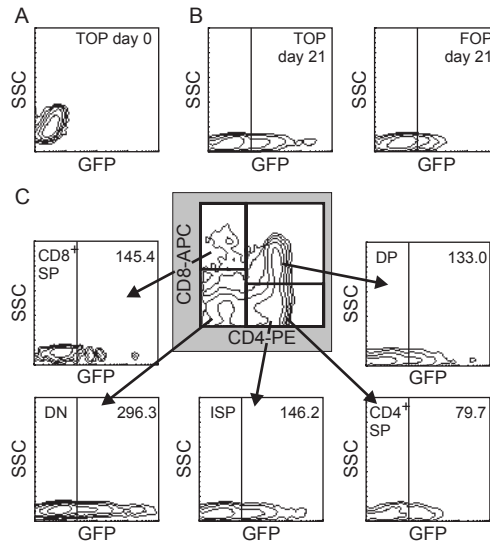 A
TOP day 0
SSC
GFP
B
TOP
day 21
SSC
GFP
FOP
day 21
SSC
GFP
C
CD8+
SP
145.4
SSC
GFP
CD8-APC
CD4-PE
DP
133.0
SSC
GFP
DN
296.3
SSC
GFP
ISP
146.2
SSC
GFP
CD4+
SP
79.7
SSC
GFP